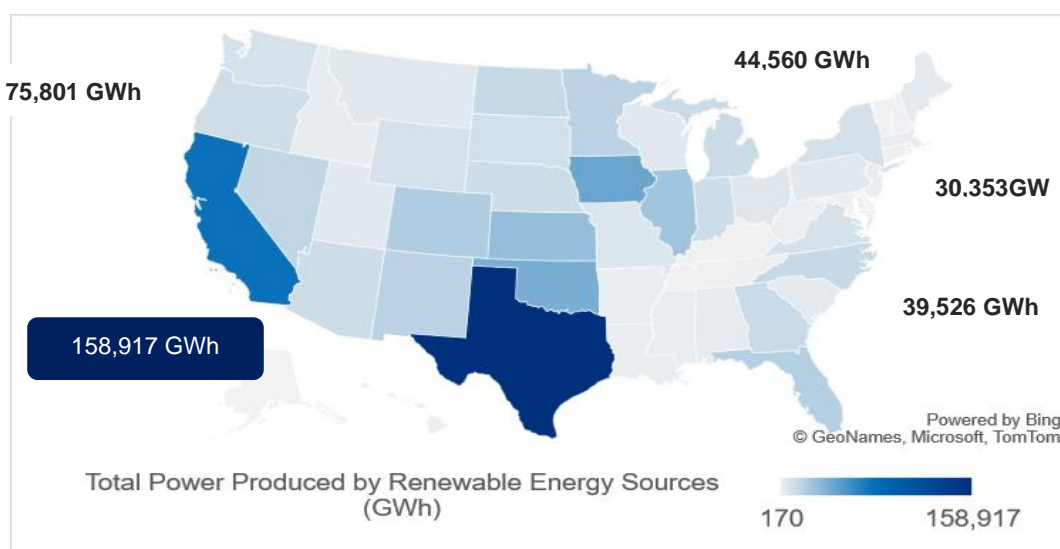 44,560 GWh
75,801 GWh
30,353GW
39,526 GWh
158,917 GWh
Powered by Bing
© GeoNames, Microsoft, TomTom
Total Power Produced by Renewable Energy Sources
(GWh)
170
158,917